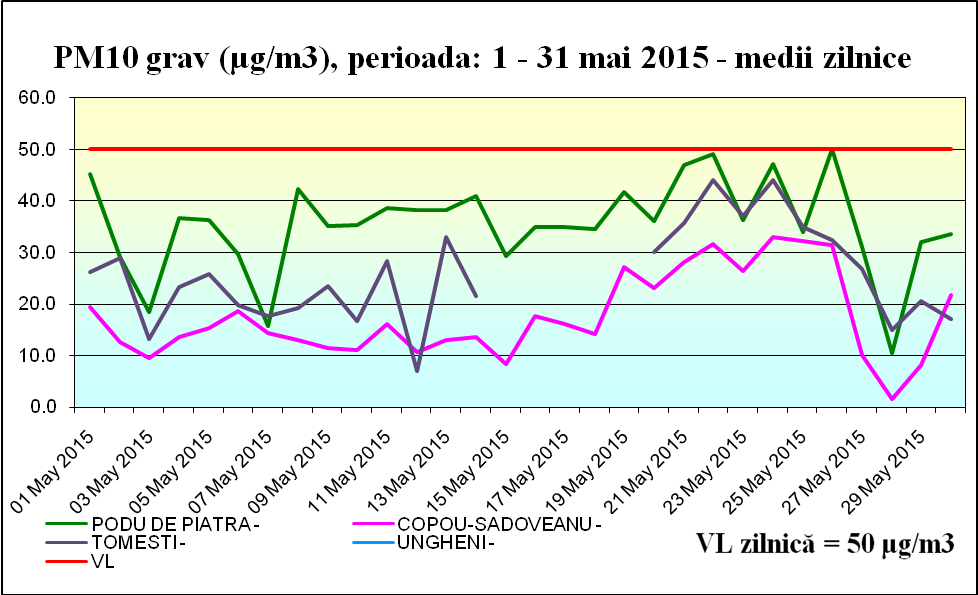 PM10 grav (µg/m3), perioada: 1 - 31 mai 2015 - medii zilnice
60.0
50.0
40.0
30.0
20.0
10.0
0.0
01 May 2015
03 May 2015
05 May 2015
07 May 2015
09 May 2015
11 May 2015
13 May 2015
15 May 2015
17 May 2015
19 May 2015
21 May 2015
23 May 2015
25 May 2015
27 May 2015
29 May 2015
PODU DE PIATRA-
COPOU-SADOVEANU-
TOMESTI-
UNGHENI-
VL
VL zilnică = 50 µg/m3